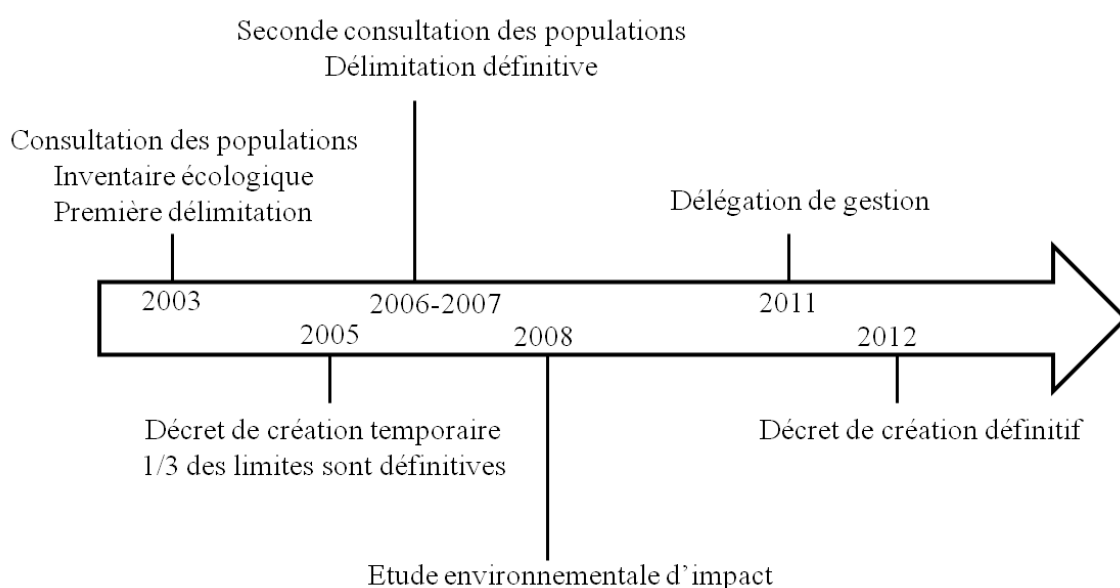 Seconde consultation des populations
Délimitation définitive
Consultation des populations
Inventaire écologique
Première délimitation
Délégation de gestion
2003
2006-2007
2011
2005
2008
2012
Décret de création temporaire
1/3 des limites sont définitives
Décret de création définitif
Etude environnementale d’impact